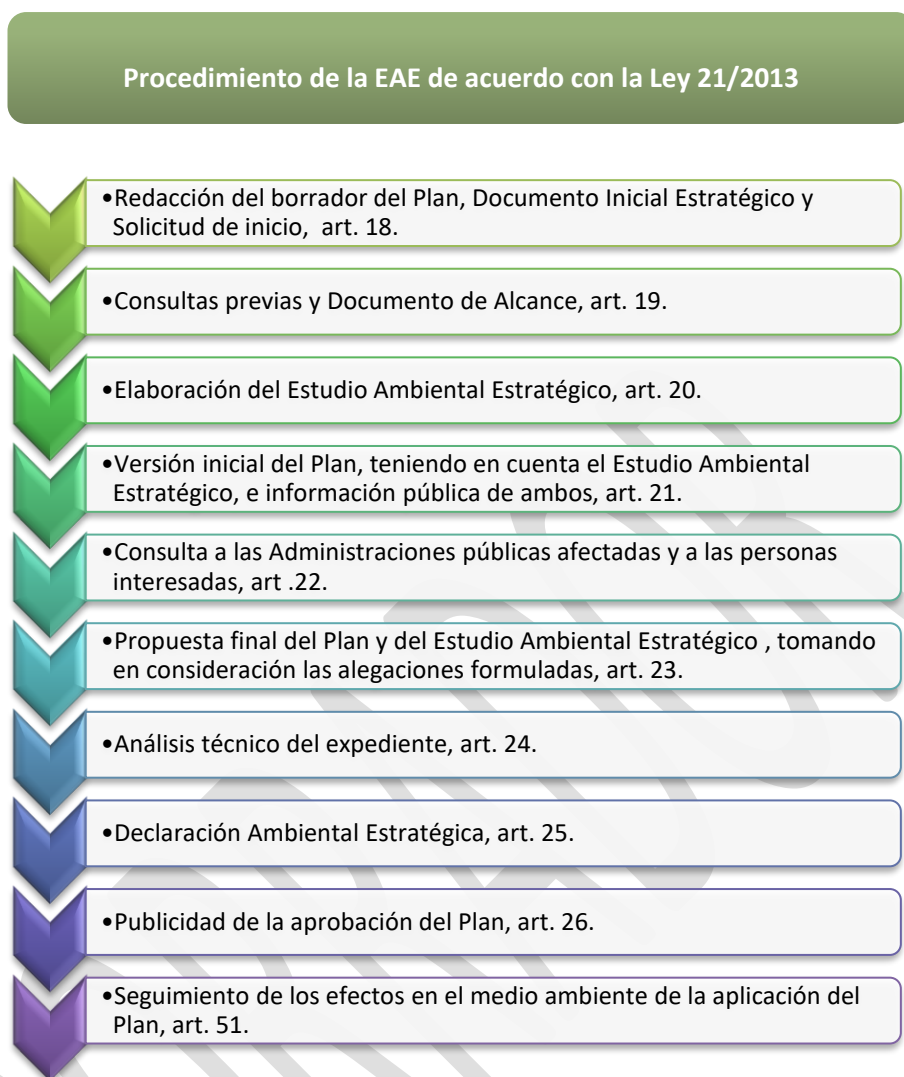 Procedimiento de la EAE de acuerdo con la Ley 21/2013
•Redacción del borrador del Plan, Documento Inicial Estratégico y
Solicitud de inicio, art. 18.
•Consultas previas y Documento de Alcance, art. 19.
•Elaboración del Estudio Ambiental Estratégico, art. 20.
•Versión inicial del Plan, teniendo en cuenta el Estudio Ambiental
Estratégico, e información pública de ambos, art. 21.
•Consulta a las Administraciones públicas afectadas y a las personas
interesadas, art .22.
•Propuesta final del Plan y del Estudio Ambiental Estratégico , tomando
en consideración las alegaciones formuladas, art. 23.
•Análisis técnico del expediente, art. 24.
•Declaración Ambiental Estratégica, art. 25.
•Publicidad de la aprobación del Plan, art. 26.
•Seguimiento de los efectos en el medio ambiente de la aplicación del
Plan, art. 51.